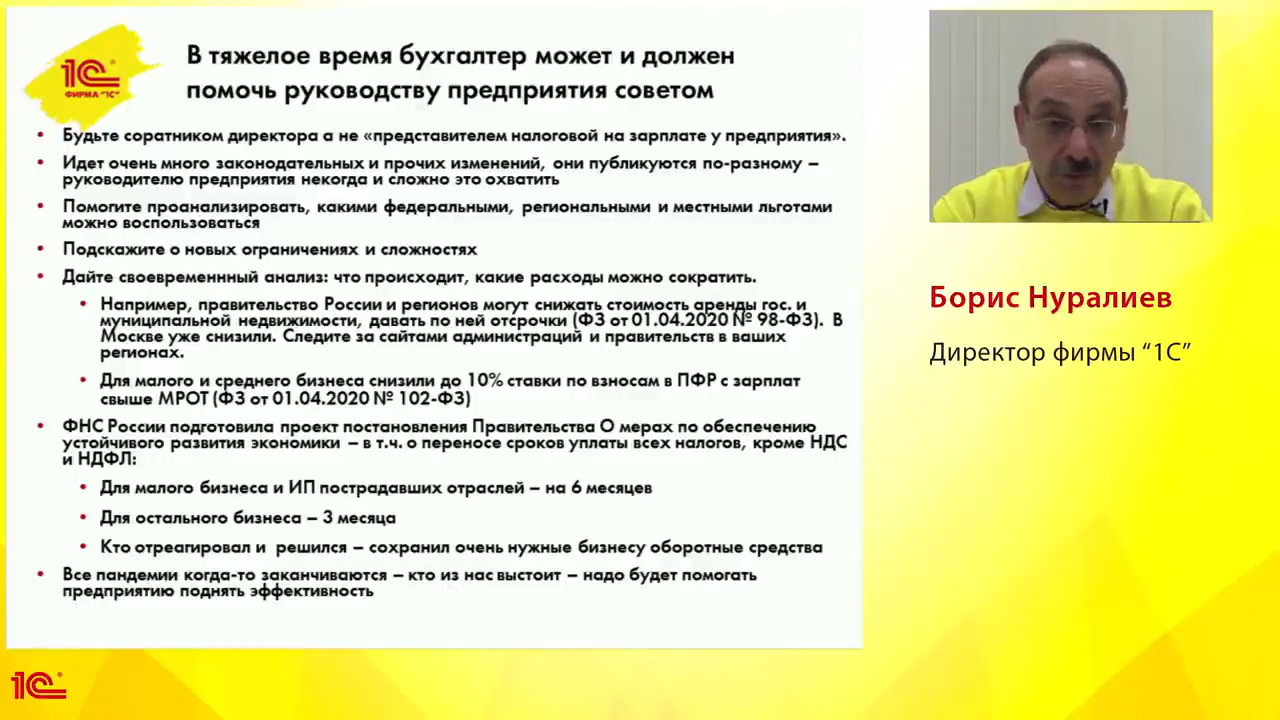 1С
ФИРМА "1С"
В тяжелое время бухгалтер может и должен
помочь руководству предприятия советом
• Будьте соратником директора а не «представителем налоговой на зарплате у предприятия».
• Идет очень много законодательных и прочих изменений, они публикуются по-разному –
руководителю предприятия некогда и сложно это охватить
• Помогите проанализировать, какими федеральными, региональными и местными льготами
можно воспользоваться
• Подскажите о новых ограничениях и сложностях
• Дайте своевременнный анализ: что происходит, какие расходы можно сократить.
• Например, правительство России и регионов могут снижать стоимость аренды гос. и
муниципальной недвижимости, давать по ней отсрочки (ФЗ от 01.04.2020 № 98-ФЗ). В
Москве уже снизили. Следите за сайтами администраций и правительств в ваших
регионах.
• Для малого и среднего бизнеса снизили до 10% ставки по взносам в ПФР с зарплат
свыше МРОТ (ФЗ от 01.04.2020 № 102-ФЗ)
• ФНС России подготовила проект постановления Правительства О мерах по обеспечению
устойчивого развития экономики – в т.ч. о переносе сроков уплаты всех налогов, кроме НДС
и НДФЛ:
• Для малого бизнеса и ИП пострадавших отраслей – на 6 месяцев
• Для остального бизнеса – 3 месяца
• Кто отреагировал и решился – сохранил очень нужные бизнесу оборотные средства
• Все пандемии когда-то заканчиваются – кто из нас выстоит – надо будет помогать
предприятию поднять эффективность
Борис Нуралиев
Директор фирмы “1С”
1С